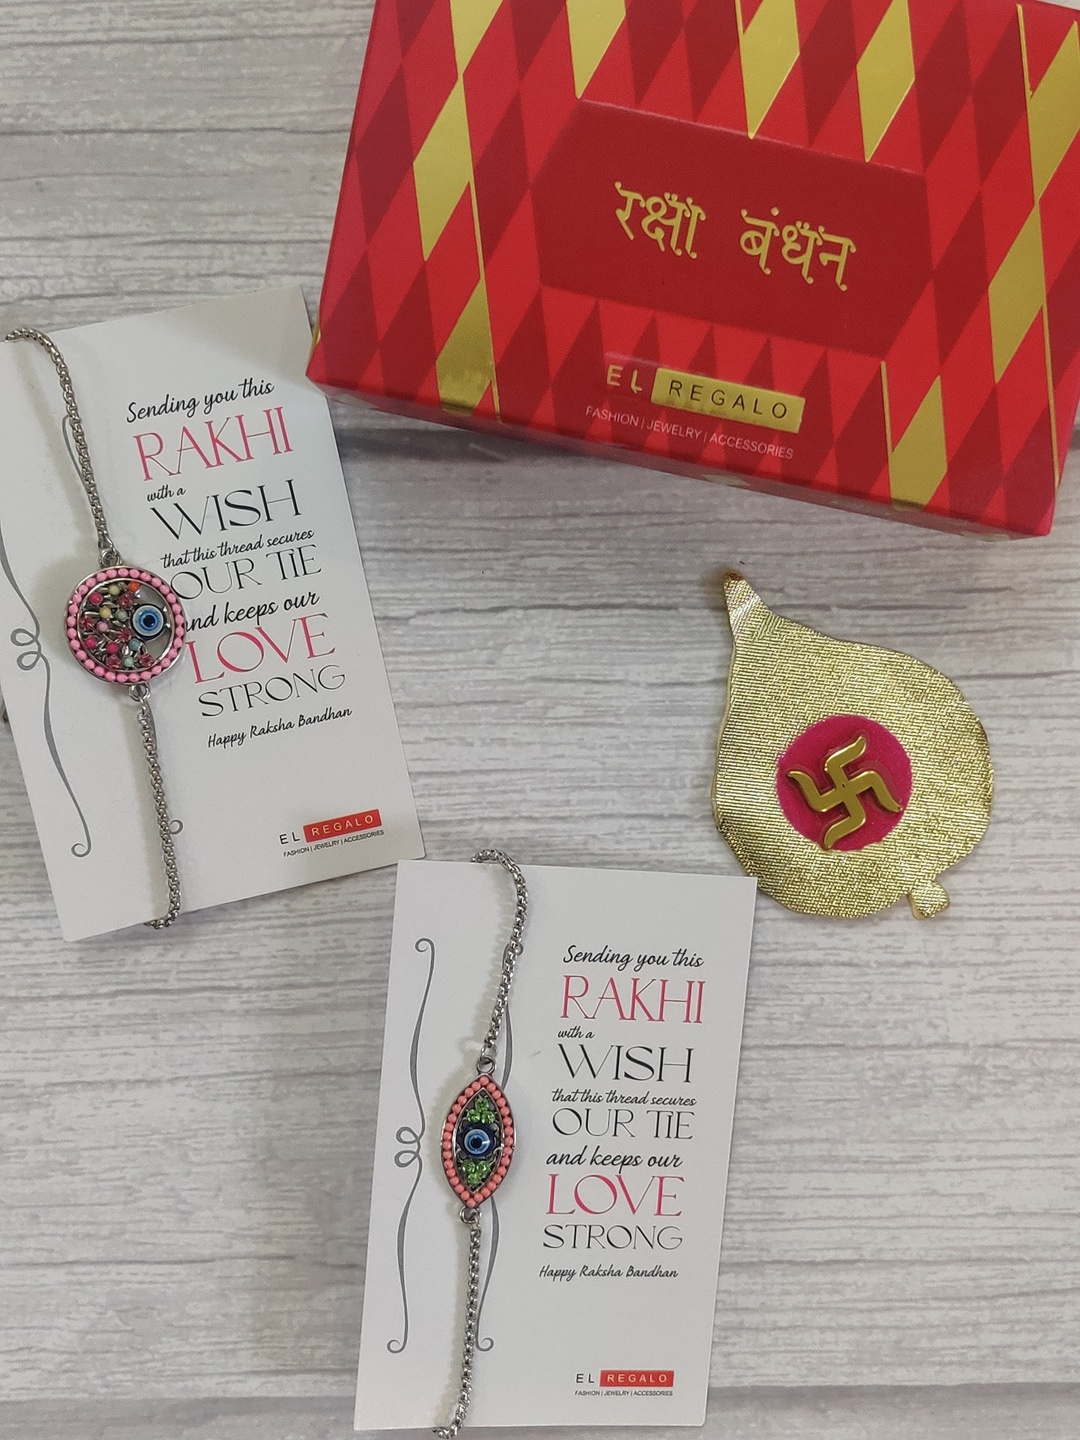 रक्षा बंधन
EL REGALO
FASHION | JEWELRY | ACCESSORIES
Sending you this
RAKHI
with a
WISH
that this thread secures
OUR TIE
and keeps our
LOVE
STRONG
Happy Raksha Bandhan
EL REGALO
FASHION | JEWELRY | ACCESSORIES
Sending you this
RAKHI
with a
WISH
that this thread secures
OUR TIE
and keeps our
LOVE
STRONG
Happy Raksha Bandhan
EL REGALO
FASHION | JEWELRY | ACCESSORIES